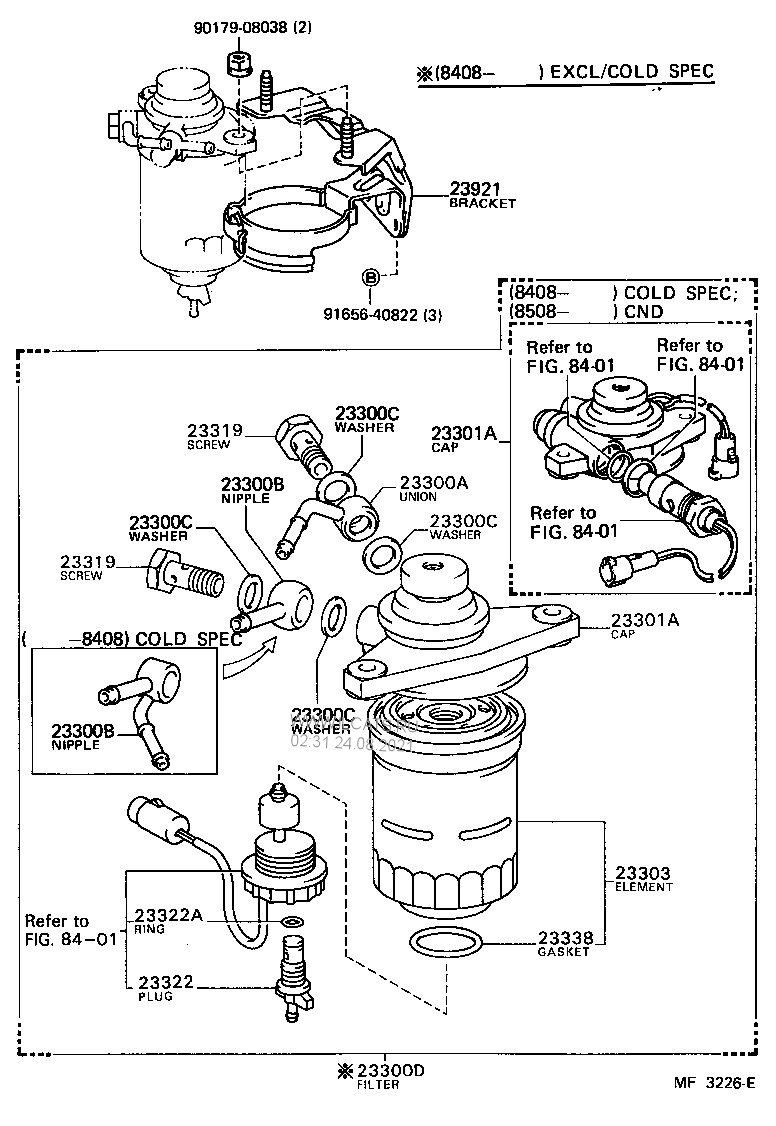 90179-08038 (2)
※(8408-      ) EXCL/COLD SPEC
23921
BRACKET
B
91656-40822 (3)
(8408-      ) COLD SPEC;
(8508-      ) CND
Refer to
FIG. 84-01
Refer to
FIG. 84-01
23301A
CAP
Refer to
FIG. 84-01
23300C
WASHER
23319
SCREW
23300B
NIPPLE
23300A
UNION
23300C
WASHER
23300C
WASHER
23319
SCREW
(      -8408) COLD SPEC
23301A
CAP
23300B
NIPPLE
23300C
WASHER
02:31 24.08.2021
23303
ELEMENT
Refer to
FIG. 84-01
23322A
RING
23338
GASKET
23322
PLUG
※23300D
FILTER
MF 3226-E